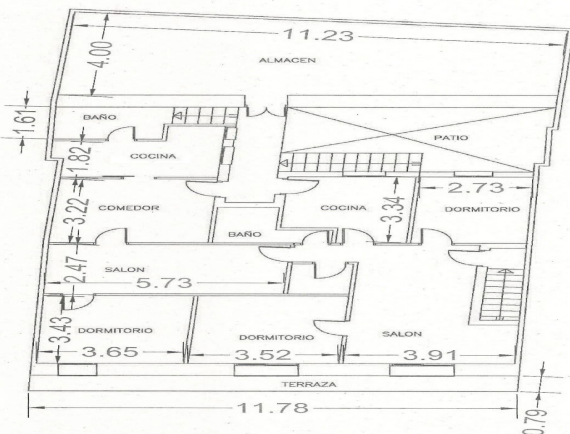 11.23
4.00
ALMACEN
1.61
BAÑO
PATIO
1.82
COCINA
2.73
3.22
COMEDOR
COCINA
3.34
DORMITORIO
BAÑO
2.47
SALON
5.73
3.43
DORMITORIO
DORMITORIO
SALON
3.65
3.52
3.91
TERRAZA
11.78
0.79